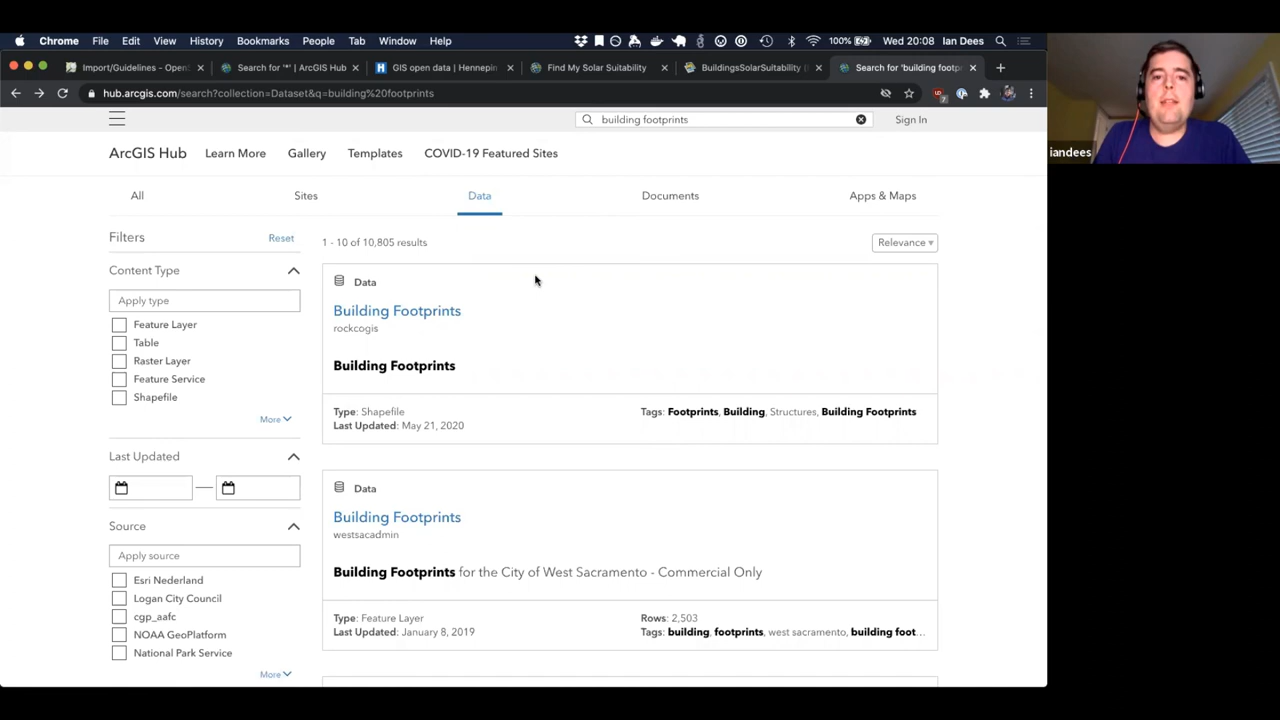 Chrome File Edit View History Bookmarks People Tab Window Help 100% Wed 20:08 Ian Dees
Import/Guidelines – Open Search for '*' | ArcGIS Hub GIS open data | Hennepin Find My Solar Suitability BuildingsSolarSuitability ( Search for 'building footpr
hub.arcgis.com/search?collection=Dataset&q=building%20footprints
building footprints Sign In
ArcGIS Hub Learn More Gallery Templates COVID-19 Featured Sites
iandees
All Sites Data Documents Apps & Maps
Filters Reset
1 - 10 of 10,805 results Relevance
Content Type
Apply type
Feature Layer
Table
Raster Layer
Feature Service
Shapefile
More
Last Updated
Source
Apply source
Esri Nederland
Logan City Council
cgp_aafc
NOAA GeoPlatform
National Park Service
More
Data
Building Footprints
rockcogis
Building Footprints
Type: Shapefile Tags: Footprints, Building, Structures, Building Footprints
Last Updated: May 21, 2020
Data
Building Footprints
westsacadmin
Building Footprints for the City of West Sacramento - Commercial Only
Type: Feature Layer Rows: 2,503
Last Updated: January 8, 2019 Tags: building, footprints, west sacramento, building foot...